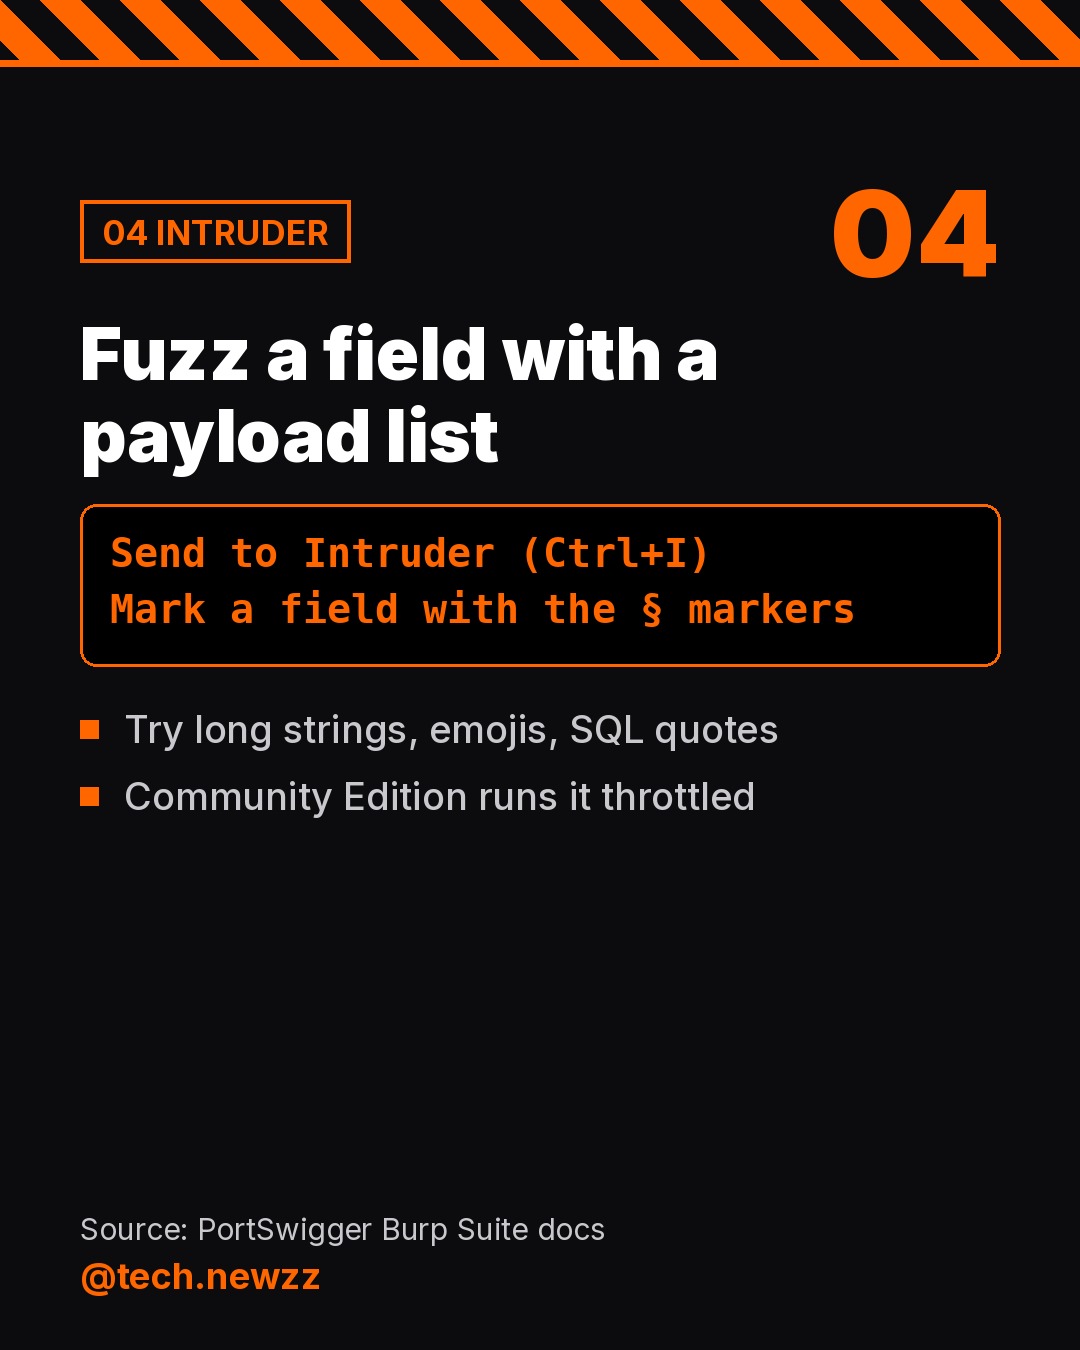 04 INTRUDER
04
Fuzz a field with a
payload list
Send to Intruder (Ctrl+I)
Mark a field with the § markers
Try long strings, emojis, SQL quotes
Community Edition runs it throttled
Source: PortSwigger Burp Suite docs
@tech.newzz